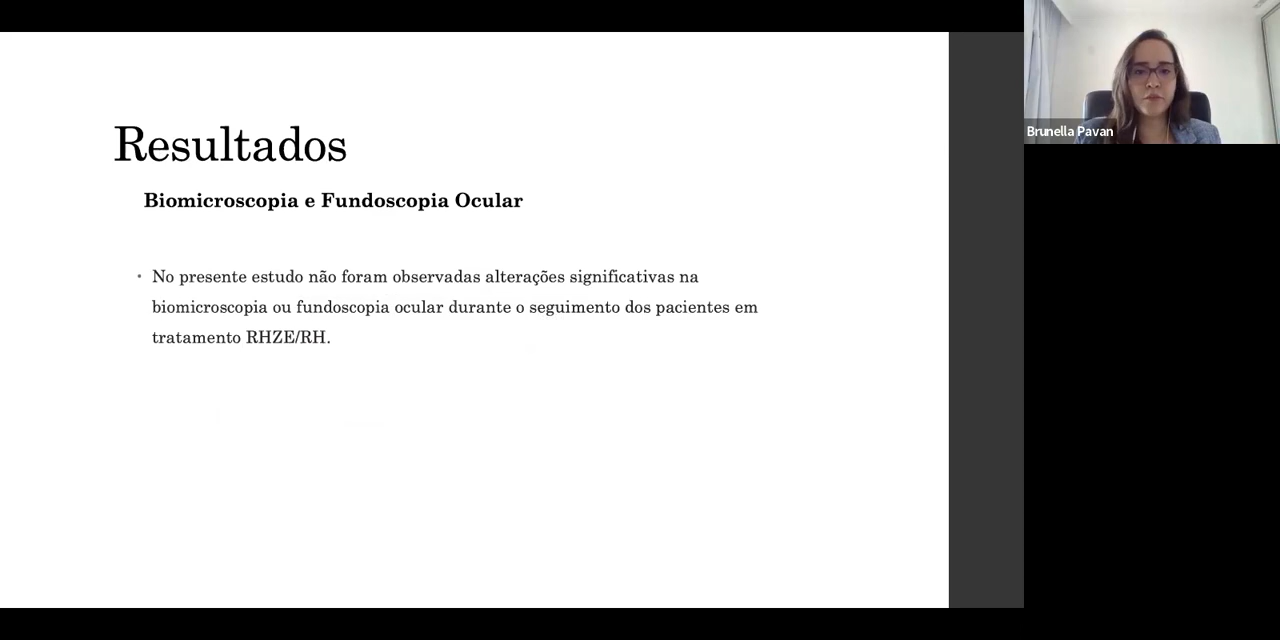 Resultados
Biomicroscopia e Fundoscopia Ocular
• No presente estudo não foram observadas alterações significativas na
biomicroscopia ou fundoscopia ocular durante o seguimento dos pacientes em
tratamento RHZE/RH.
Brunella Pavan